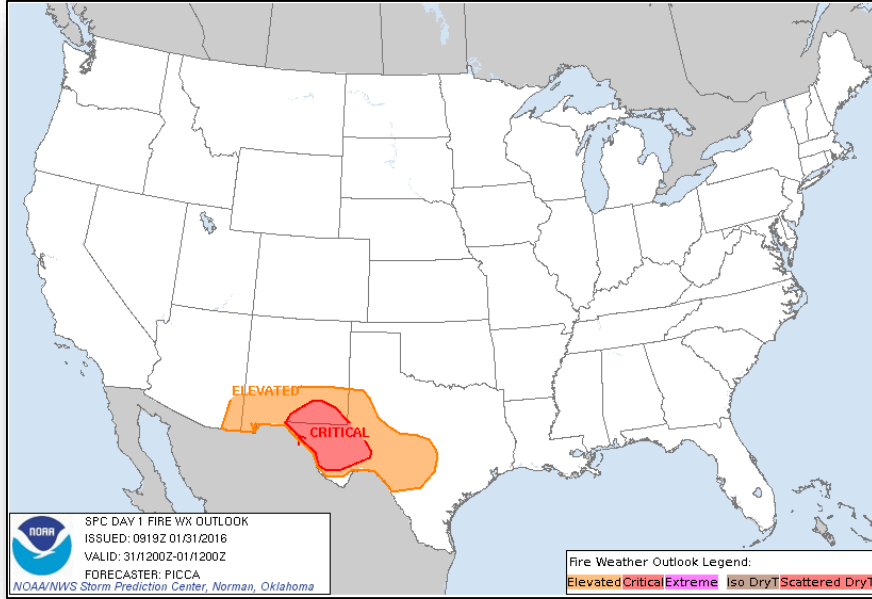 ELEVATED
CRITICAL
NOAA
SPC DAY 1 FIRE WX OUTLOOK
ISSUED: 0919Z 01/31/2016
VALID: 31/1200Z-01/1200Z
FORECASTER: PICCA
NOAA/NWS Storm Prediction Center, Norman, Oklahoma
Fire Weather Outlook Legend:
Elevated Critical Extreme Iso DryT Scattered DryT